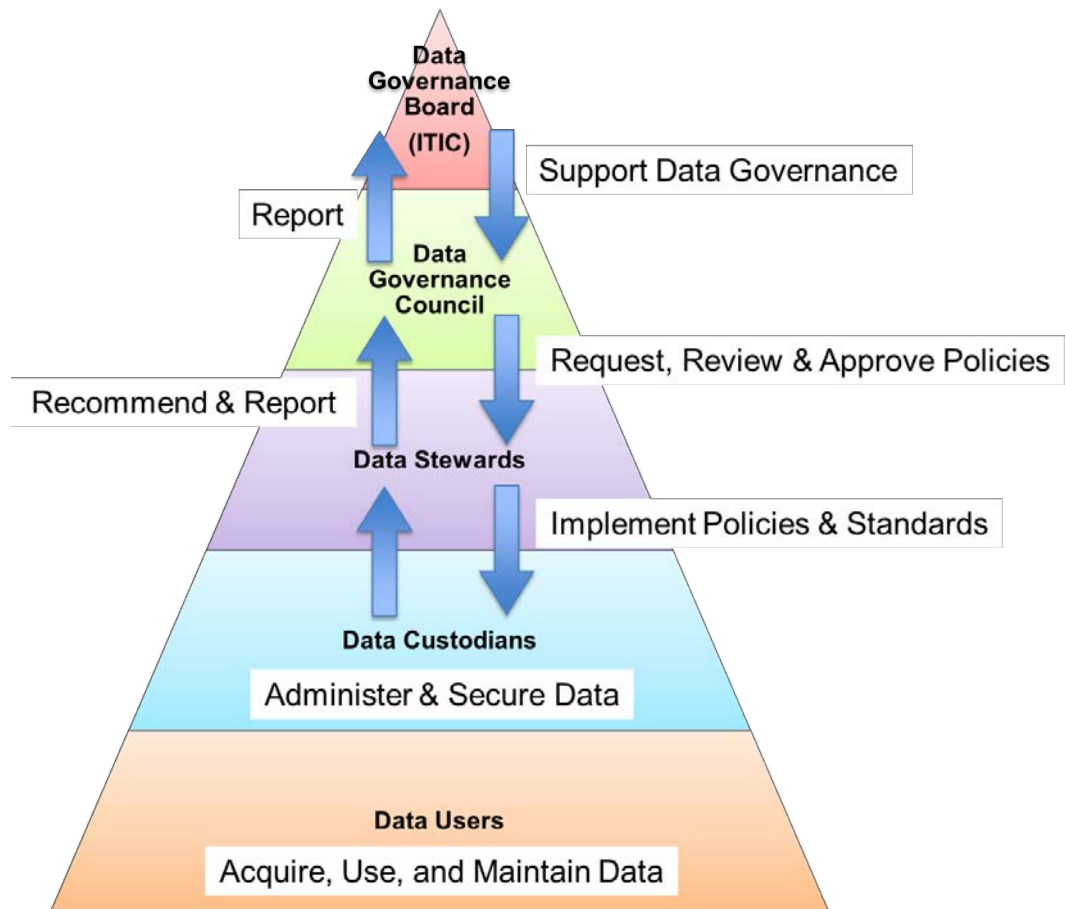 Data
Governance
Board
(ITIC)
Support Data Governance
Report
Data
Governance
Council
Request, Review & Approve Policies
Recommend & Report
Data Stewards
Implement Policies & Standards
Data Custodians
Administer & Secure Data
Data Users
Acquire, Use, and Maintain Data